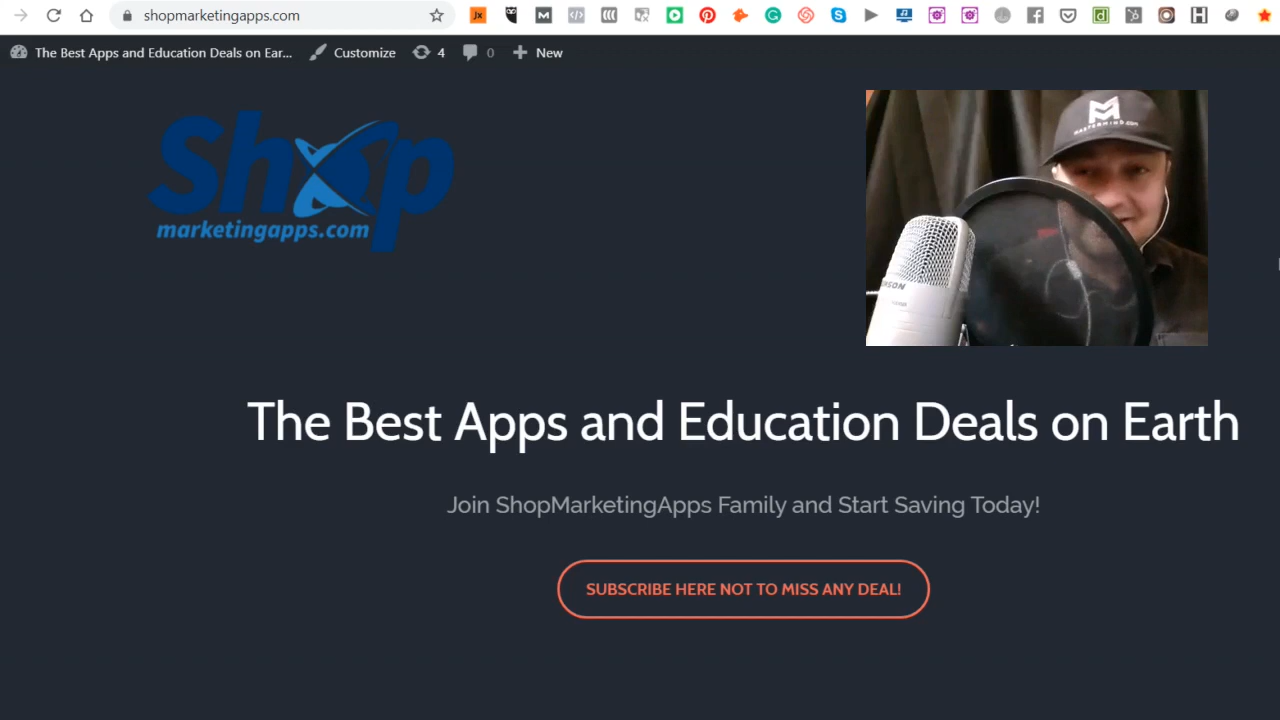 shopmarketingapps.com
The Best Apps and Education Deals on Ear...
Customize
4
0
New
Shop
marketingapps.com
MASTERMIND.com
The Best Apps and Education Deals on Earth
Join ShopMarketingApps Family and Start Saving Today!
SUBSCRIBE HERE NOT TO MISS ANY DEAL!